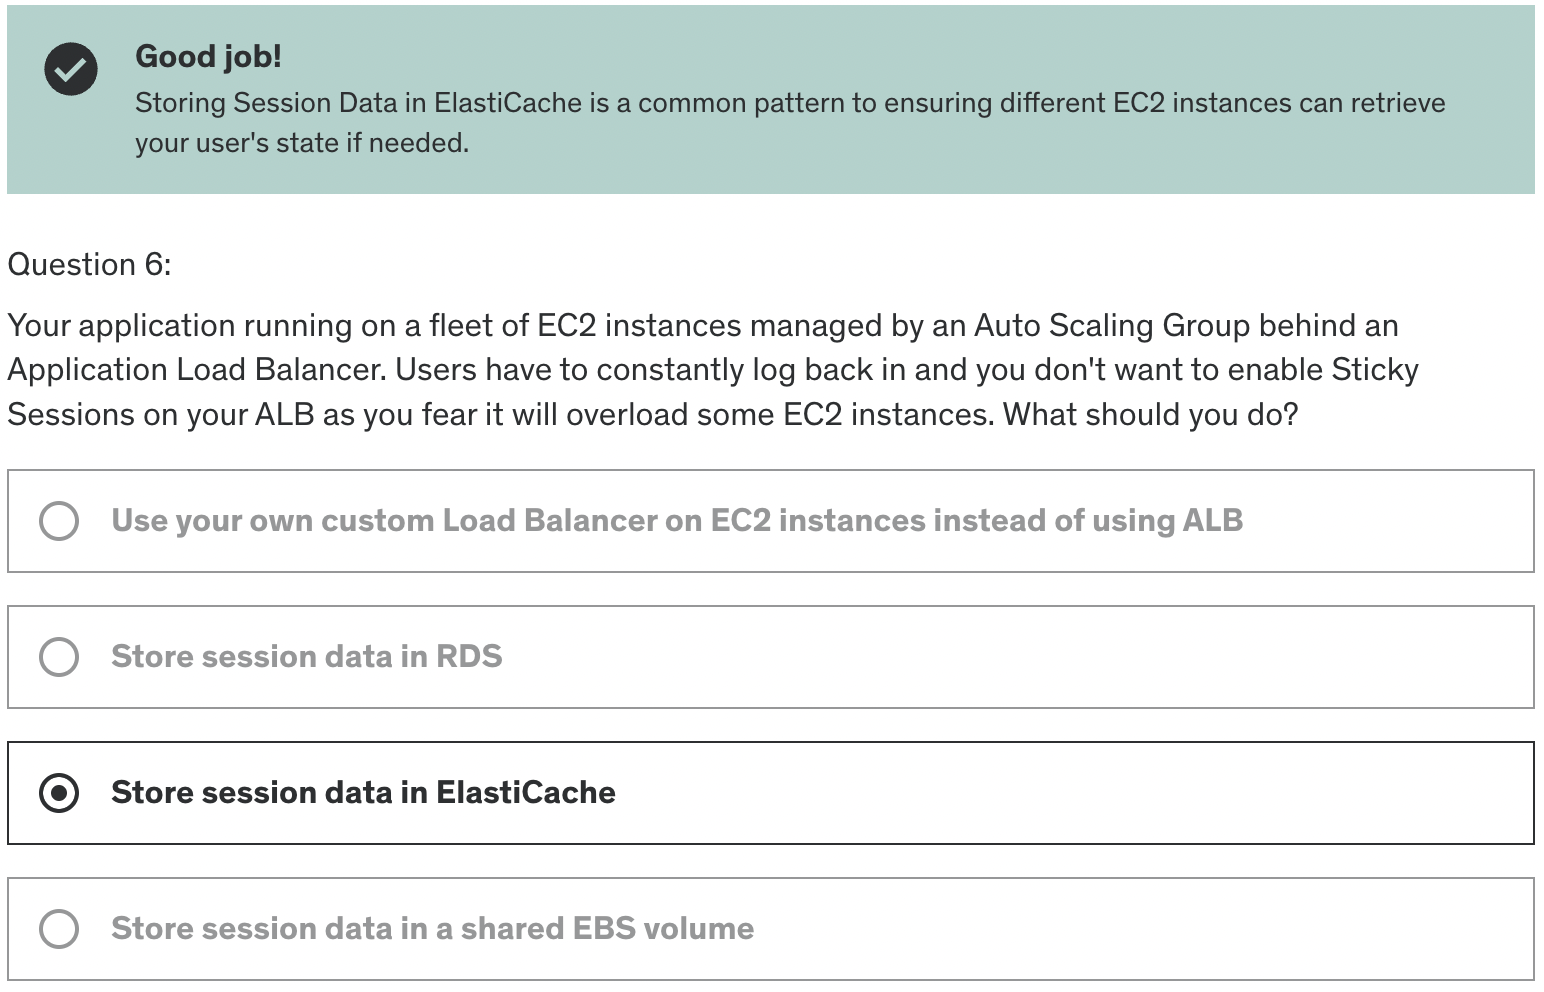 Good job!
Storing Session Data in ElastiCache is a common pattern to ensuring different EC2 instances can retrieve
your user's state if needed.
Question 6:
Your application running on a fleet of EC2 instances managed by an Auto Scaling Group behind an
Application Load Balancer. Users have to constantly log back in and you don't want to enable Sticky
Sessions on your ALB as you fear it will overload some EC2 instances. What should you do?
Use your own custom Load Balancer on EC2 instances instead of using ALB
Store session data in RDS
Store session data in ElastiCache
Store session data in a shared EBS volume